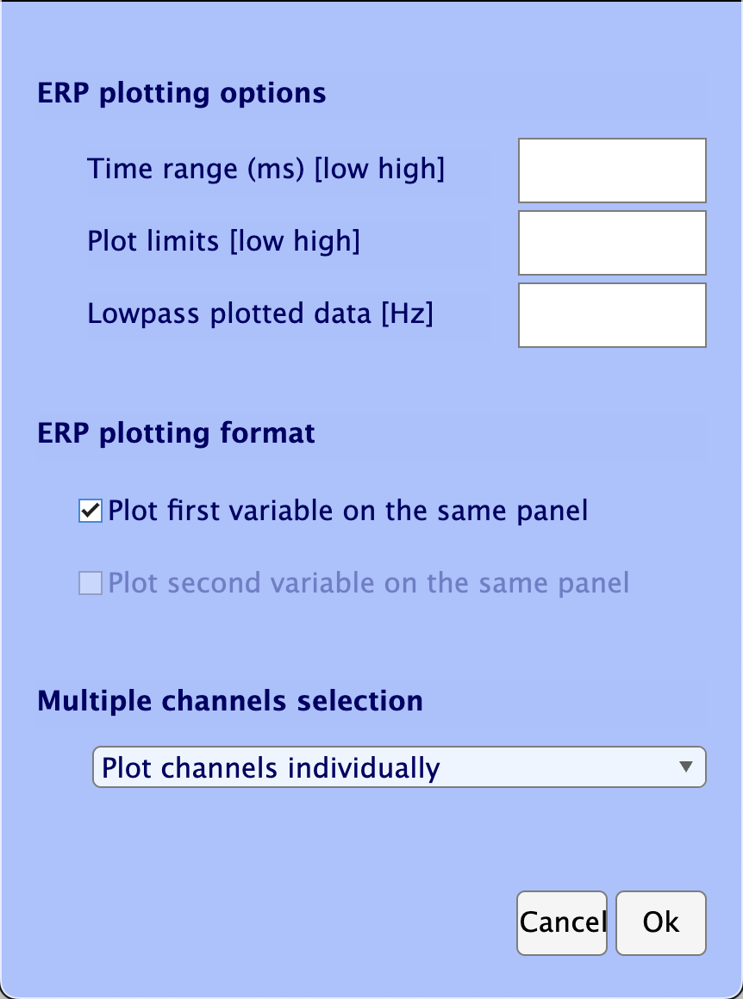 ERP plotting options
Time range (ms) [low high]
Plot limits [low high]
Lowpass plotted data [Hz]
ERP plotting format
Plot first variable on the same panel
Plot second variable on the same panel
Multiple channels selection
Plot channels individually
Cancel Ok